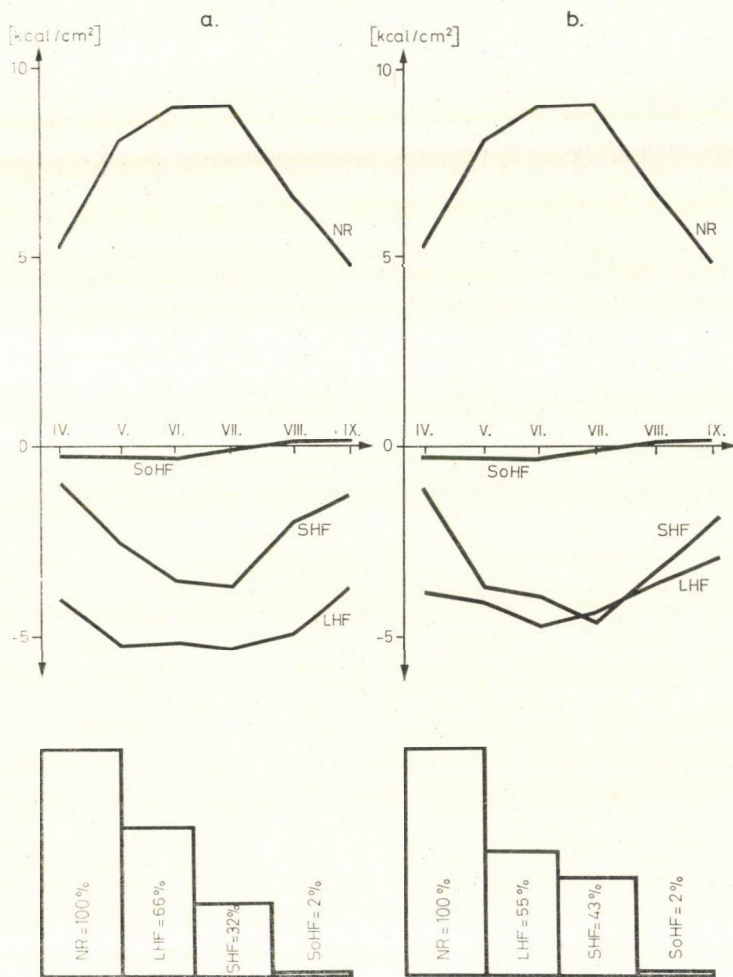 a.
[kcal/cm²]
10
5
0
-5
NR
IV. V. VI. VII. VIII. IX.
SoHF
SHF
LHF
NR = 100 %
LHF = 66 %
SHF = 32%
SoHF = 2 %
b.
[kcal/cm²]
10
5
0
-5
NR
IV. V. VI. VII. VIII. IX.
SoHF
SHF
LHF
NR = 100 %
LHF = 55 %
SHF = 43 %
SoHF = 2 %